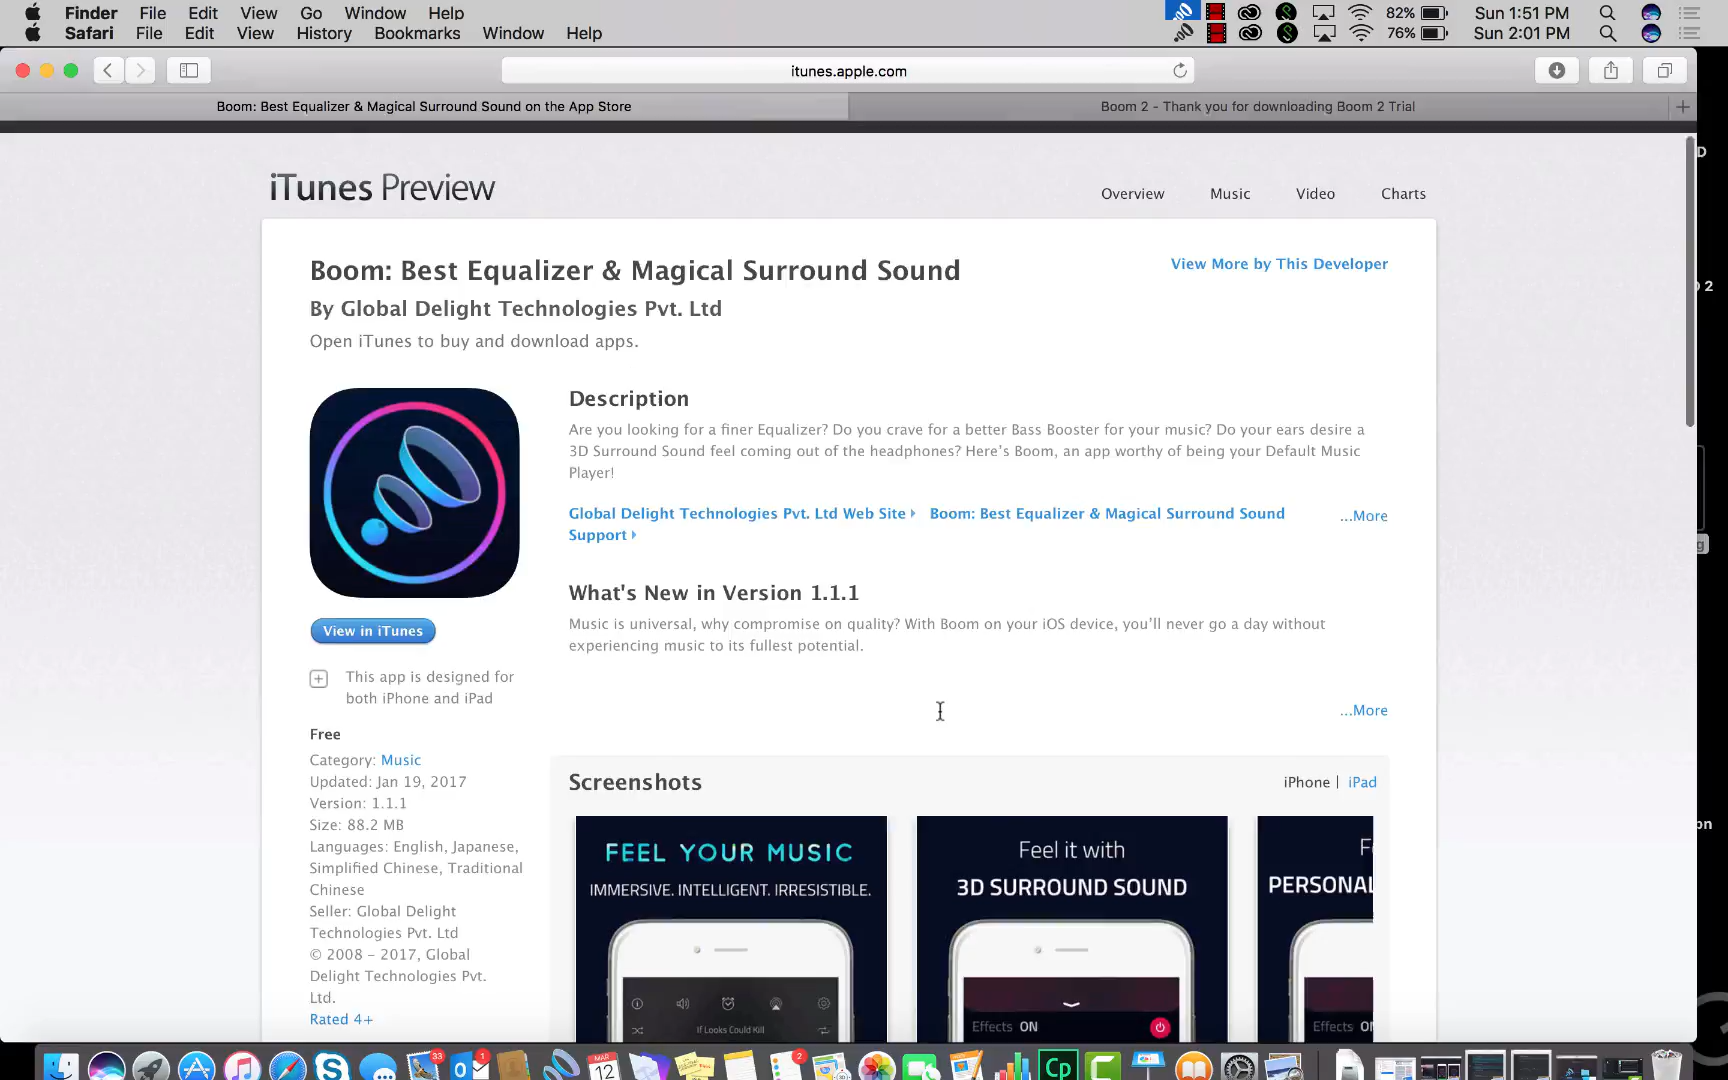 Finder File Edit View Go Window Help 82% Sun 1:51 PM
Safari File Edit View History Bookmarks Window Help 76% Sun 2:01 PM
itunes.apple.com
Boom: Best Equalizer & Magical Surround Sound on the App Store
Boom 2 - Thank you for downloading Boom 2 Trial
iTunes Preview
Overview Music Video Charts
Boom: Best Equalizer & Magical Surround Sound
View More by This Developer
By Global Delight Technologies Pvt. Ltd
Open iTunes to buy and download apps.
Description
Are you looking for a finer Equalizer? Do you crave for a better Bass Booster for your music? Do your ears desire a
3D Surround Sound feel coming out of the headphones? Here's Boom, an app worthy of being your Default Music
Player!
Global Delight Technologies Pvt. Ltd Web Site Boom: Best Equalizer & Magical Surround Sound
Support
...More
What's New in Version 1.1.1
Music is universal, why compromise on quality? With Boom on your iOS device, you'll never go a day without
experiencing music to its fullest potential.
...More
View in iTunes
This app is designed for
both iPhone and iPad
Free
Category: Music
Updated: Jan 19, 2017
Version: 1.1.1
Size: 88.2 MB
Languages: English, Japanese,
Simplified Chinese, Traditional
Chinese
Seller: Global Delight
Technologies Pvt. Ltd
© 2008 – 2017, Global
Delight Technologies Pvt.
Ltd.
Rated 4+
Screenshots
iPhone | iPad
FEEL YOUR MUSIC
IMMERSIVE. INTELLIGENT. IRRESISTIBLE.
If Looks Could Kill
Feel it with
3D SURROUND SOUND
Effects ON
PERSONAL
Effects
33
1
MAR
12
2
Cp